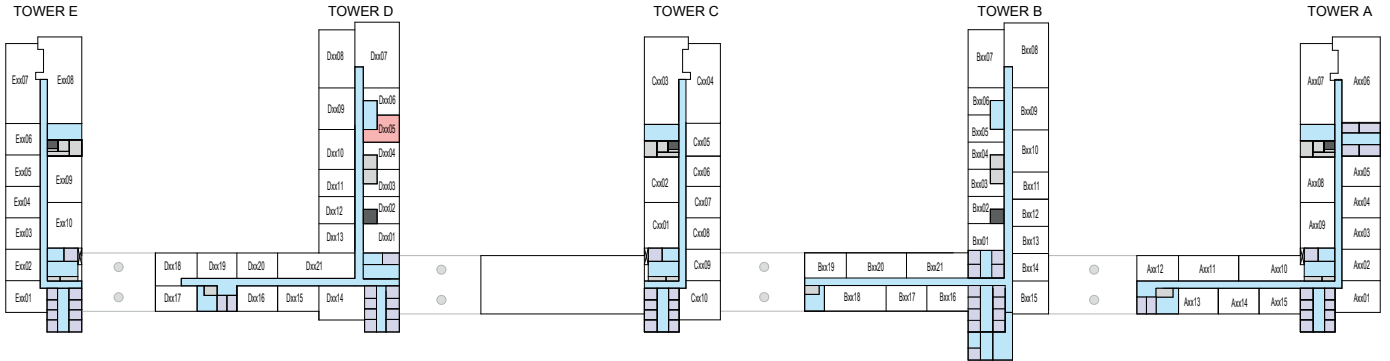 TOWER E
TOWER D
TOWER C
TOWER B
TOWER A
Exx07
Exx08
Exx06
Exx05
Exx09
Exx04
Exx03
Exx10
Exx02
Exx01
Dxx08
Dxx07
Dxx09
Dxx06
Dxx05
Dxx10
Dxx04
Dxx11
Dxx03
Dxx12
Dxx02
Dxx13
Dxx01
Dxx18
Dxx19
Dxx20
Dxx21
Dxx17
Dxx16
Dxx15
Dxx14
Cxx03
Cxx04
Cxx05
Cxx02
Cxx06
Cxx07
Cxx01
Cxx08
Cxx09
Cxx10
Bxx07
Bxx08
Bxx06
Bxx09
Bxx05
Bxx04
Bxx10
Bxx03
Bxx11
Bxx02
Bxx12
Bxx01
Bxx13
Bxx19
Bxx20
Bxx21
Bxx14
Bxx18
Bxx17
Bxx16
Bxx15
Axx07
Axx06
Axx05
Axx08
Axx04
Axx09
Axx03
Axx12
Axx11
Axx10
Axx02
Axx13
Axx14
Axx15
Axx01